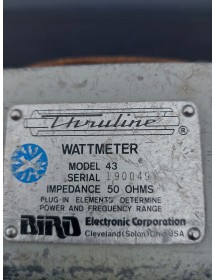 Thruline ®
WATTMETER
MODEL 43
SERIAL 190049
IMPEDANCE 50 OHMS
PLUG-IN ELEMENTS DETERMINE
POWER AND FREQUENCY RANGE
BIRD Electronic Corporation
Cleveland (Solon) Ohio USA